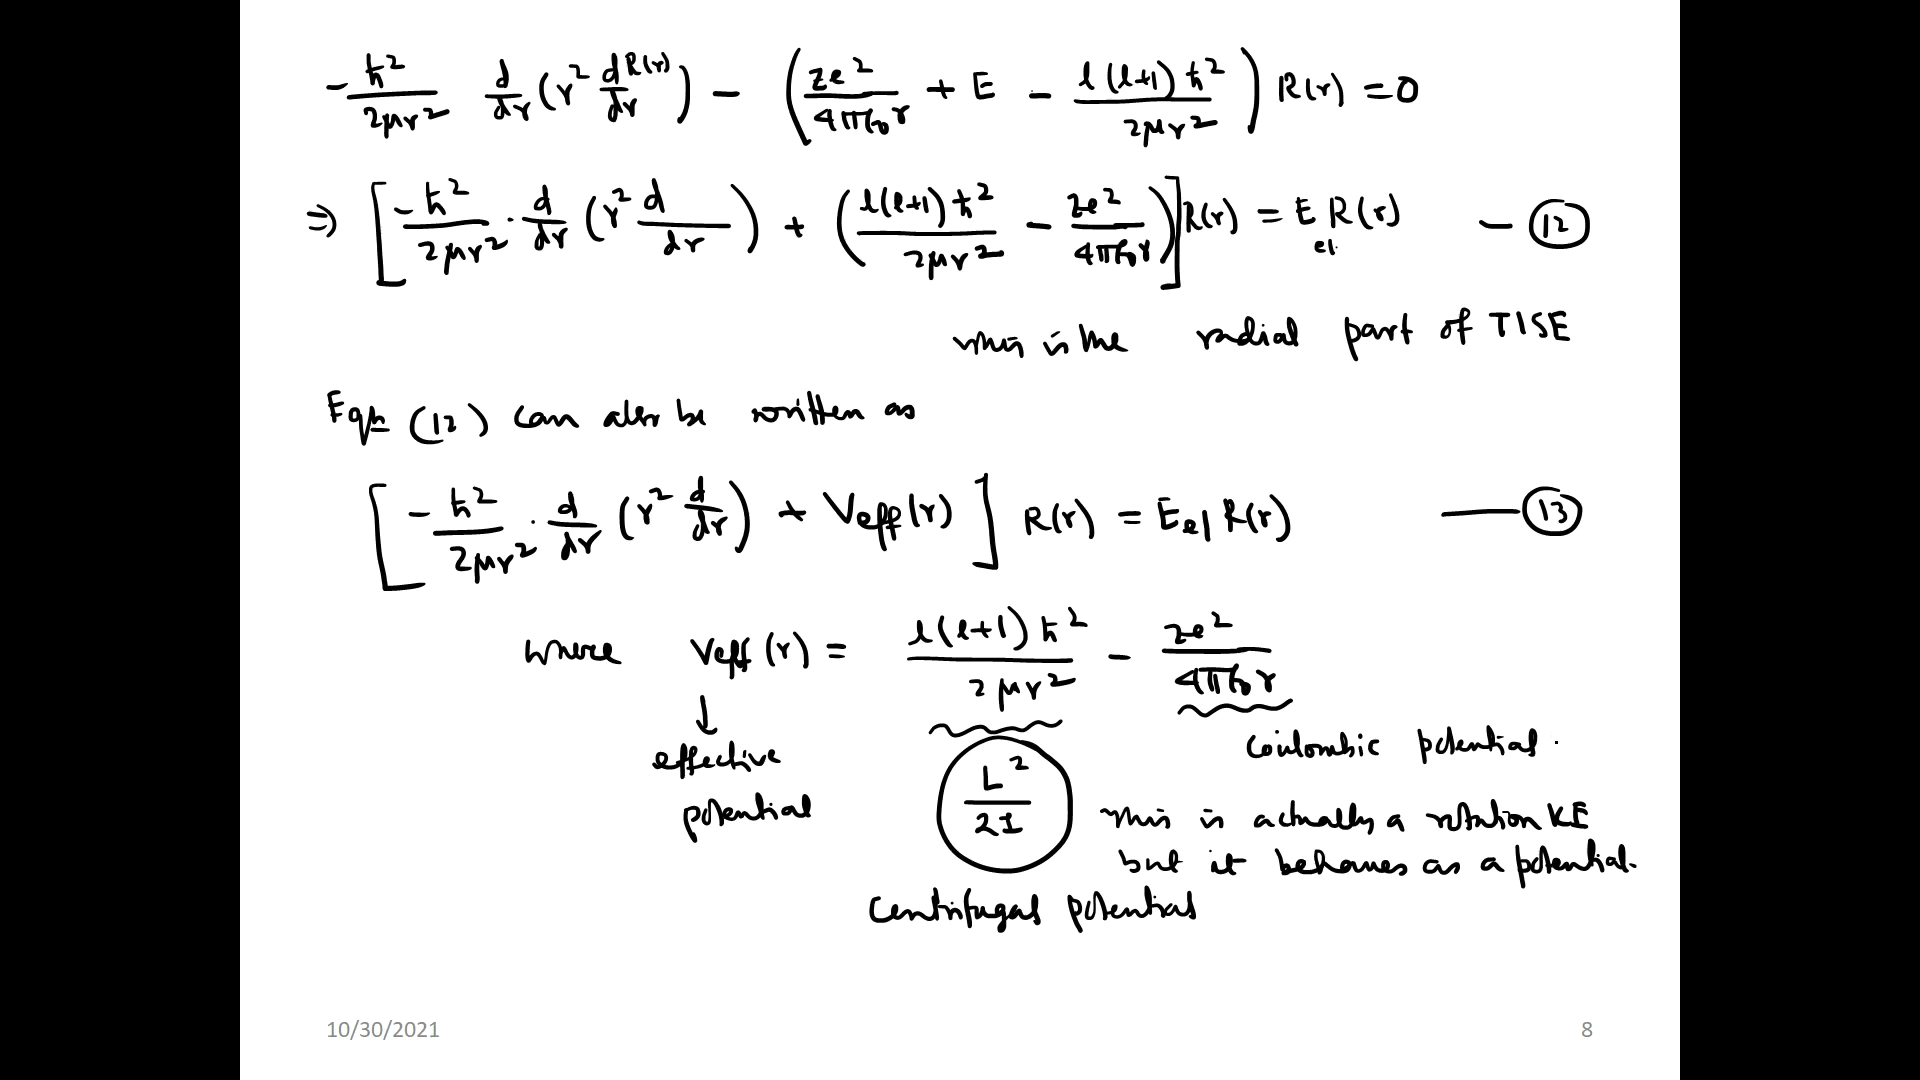 -ħ²/2μr² d/dr (r² dR(r)/dr) - (ze²/4πε₀r + E - l(l+1)ħ²/2μr²) R(r) = 0
⇒ [-ħ²/2μr² · d/dr (r² d/dr) + (l(l+1)ħ²/2μr² - ze²/4πε₀r)] R(r) = E_el R(r) — (12)
This is the radial part of TISE
Eqn (12) can also be written as
[-ħ²/2μr² · d/dr (r² d/dr) + Veff(r)] R(r) = E_el R(r) — (13)
where Veff(r) = l(l+1)ħ²/2μr² - ze²/4πε₀r
↓
effective
potential
Coulombic potential.
L²/2I
This is actually a rotation KE
but it behaves as a potential.
Centrifugal potential
10/30/2021
8